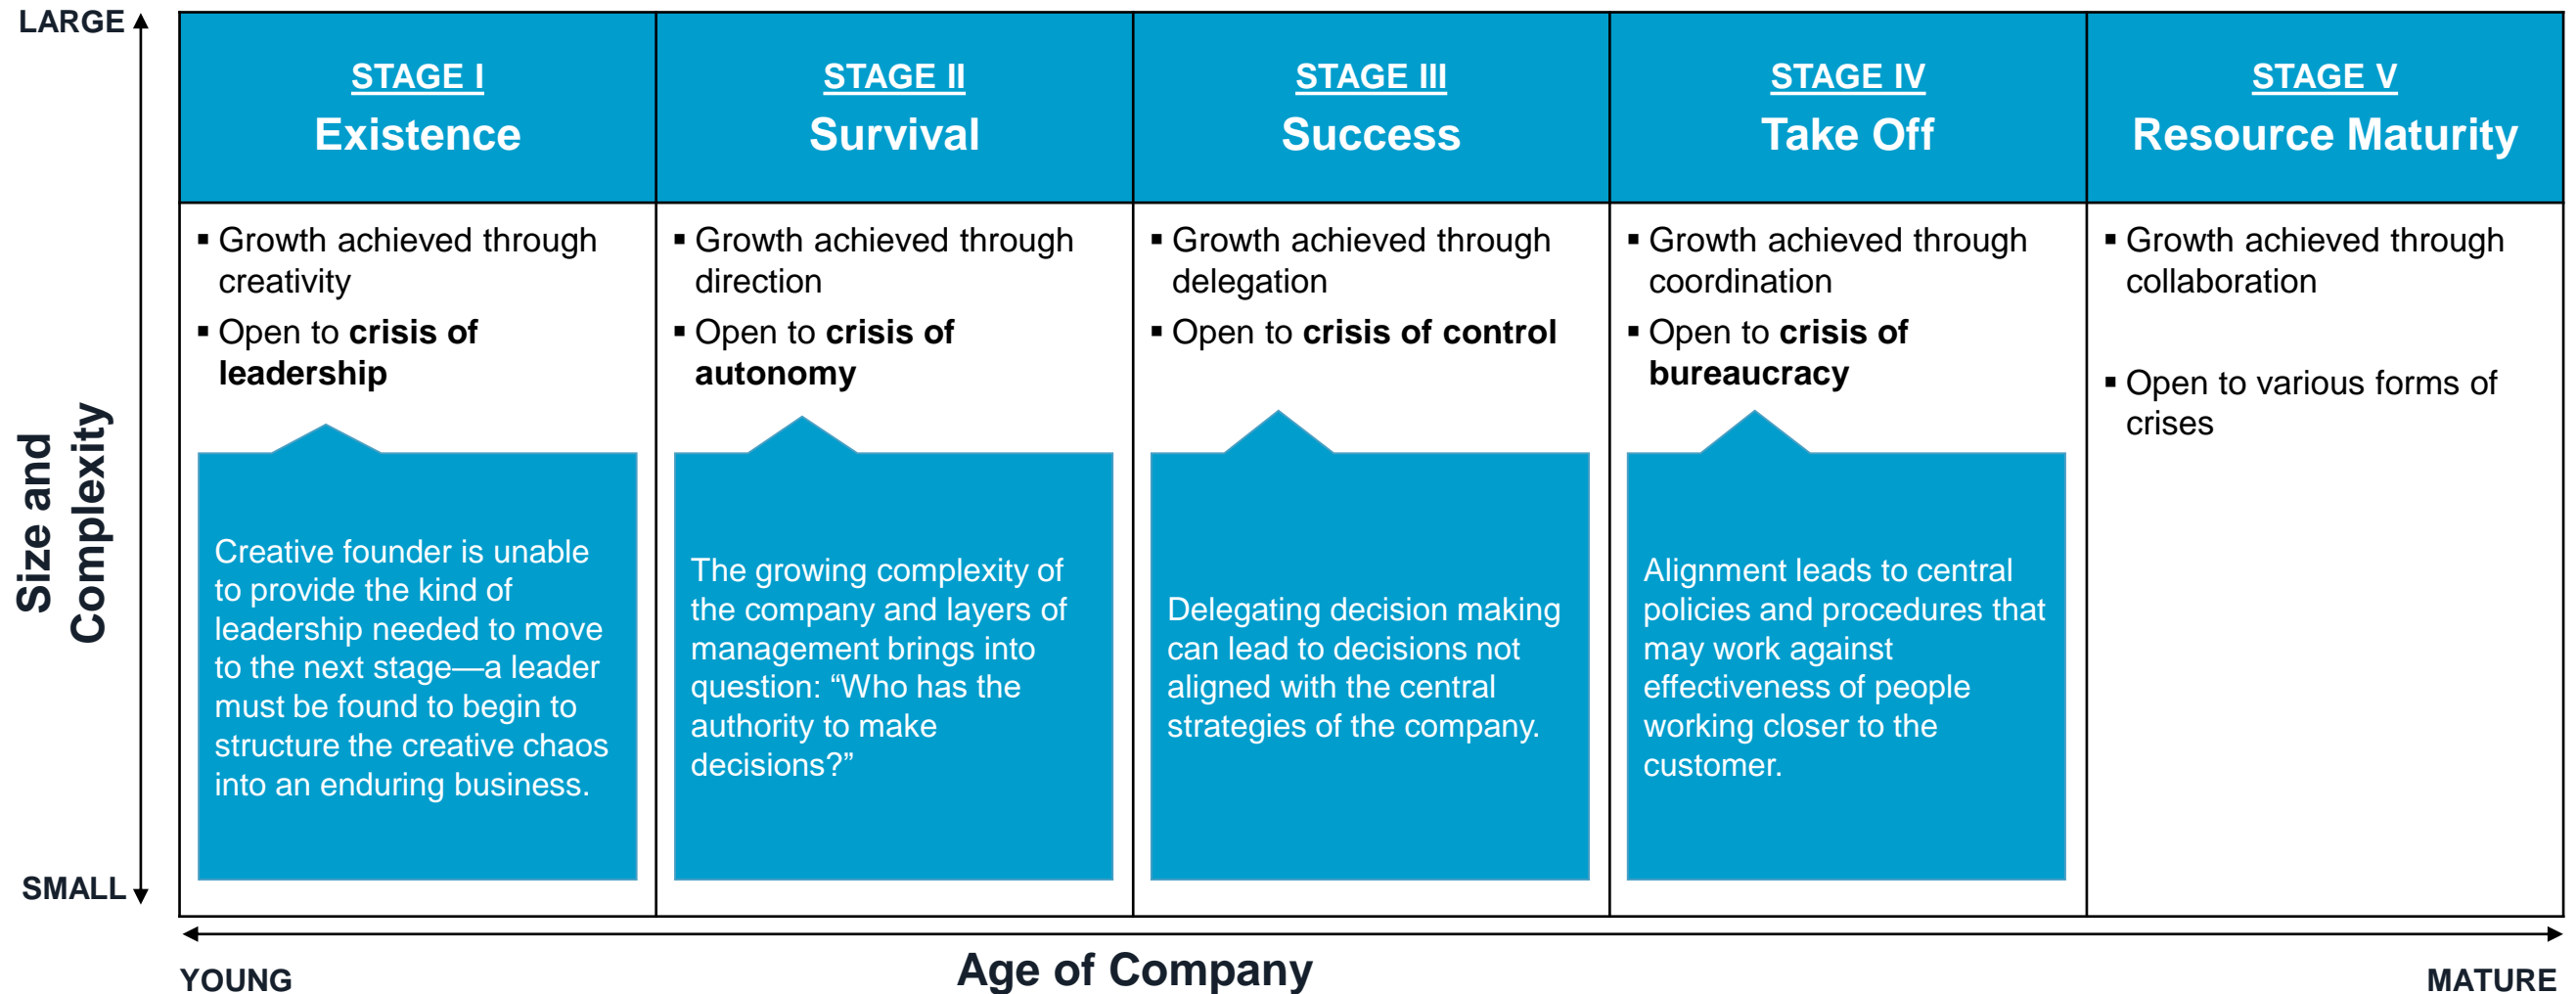 LARGE
STAGE I
Existence
STAGE II
Survival
STAGE III
Success
STAGE IV
Take Off
STAGE V
Resource Maturity
▪ Growth achieved through
creativity
▪ Open to crisis of
leadership
Creative founder is unable
to provide the kind of
leadership needed to move
to the next stage—a leader
must be found to begin to
structure the creative chaos
into an enduring business.
▪ Growth achieved through
direction
▪ Open to crisis of
autonomy
The growing complexity of
the company and layers of
management brings into
question: “Who has the
authority to make
decisions?”
▪ Growth achieved through
delegation
▪ Open to crisis of control
Delegating decision making
can lead to decisions not
aligned with the central
strategies of the company.
▪ Growth achieved through
coordination
▪ Open to crisis of
bureaucracy
Alignment leads to central
policies and procedures that
may work against
effectiveness of people
working closer to the
customer.
▪ Growth achieved through
collaboration
▪ Open to various forms of
crises
Size and
Complexity
SMALL
YOUNG
Age of Company
MATURE